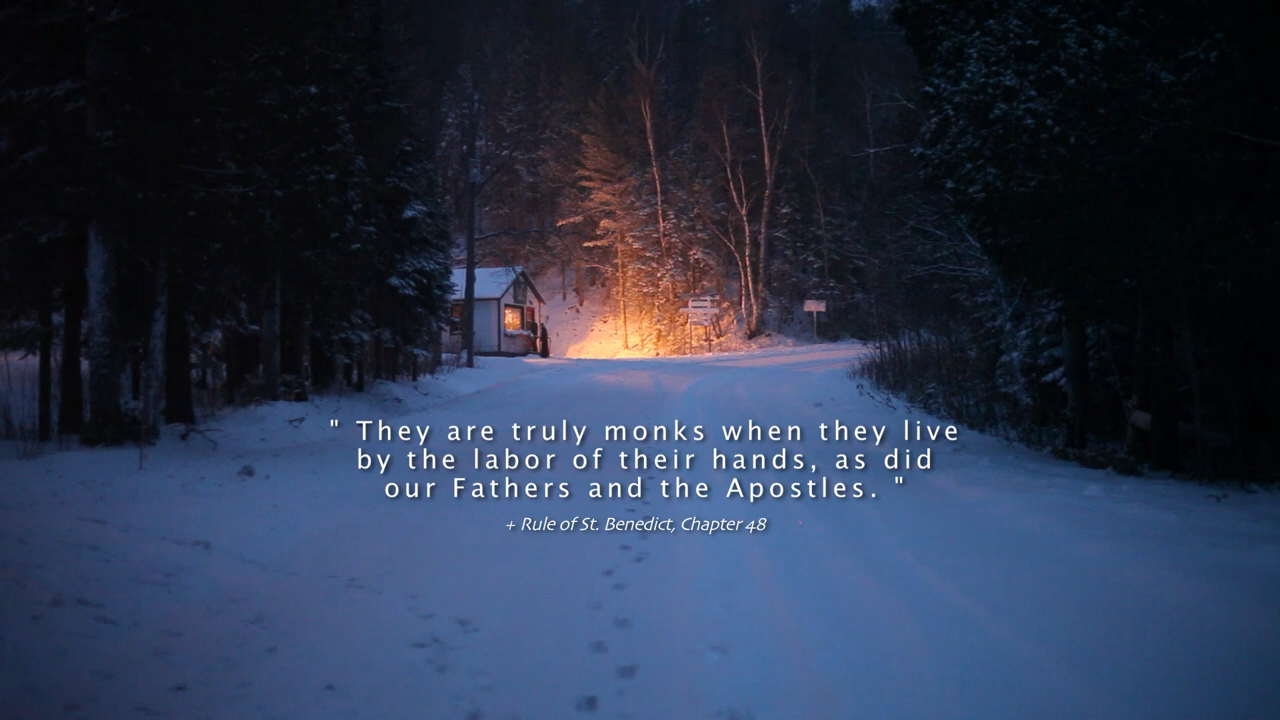 " They are truly monks when they live
by the labor of their hands, as did
our Fathers and the Apostles. "
+ Rule of St. Benedict, Chapter 48